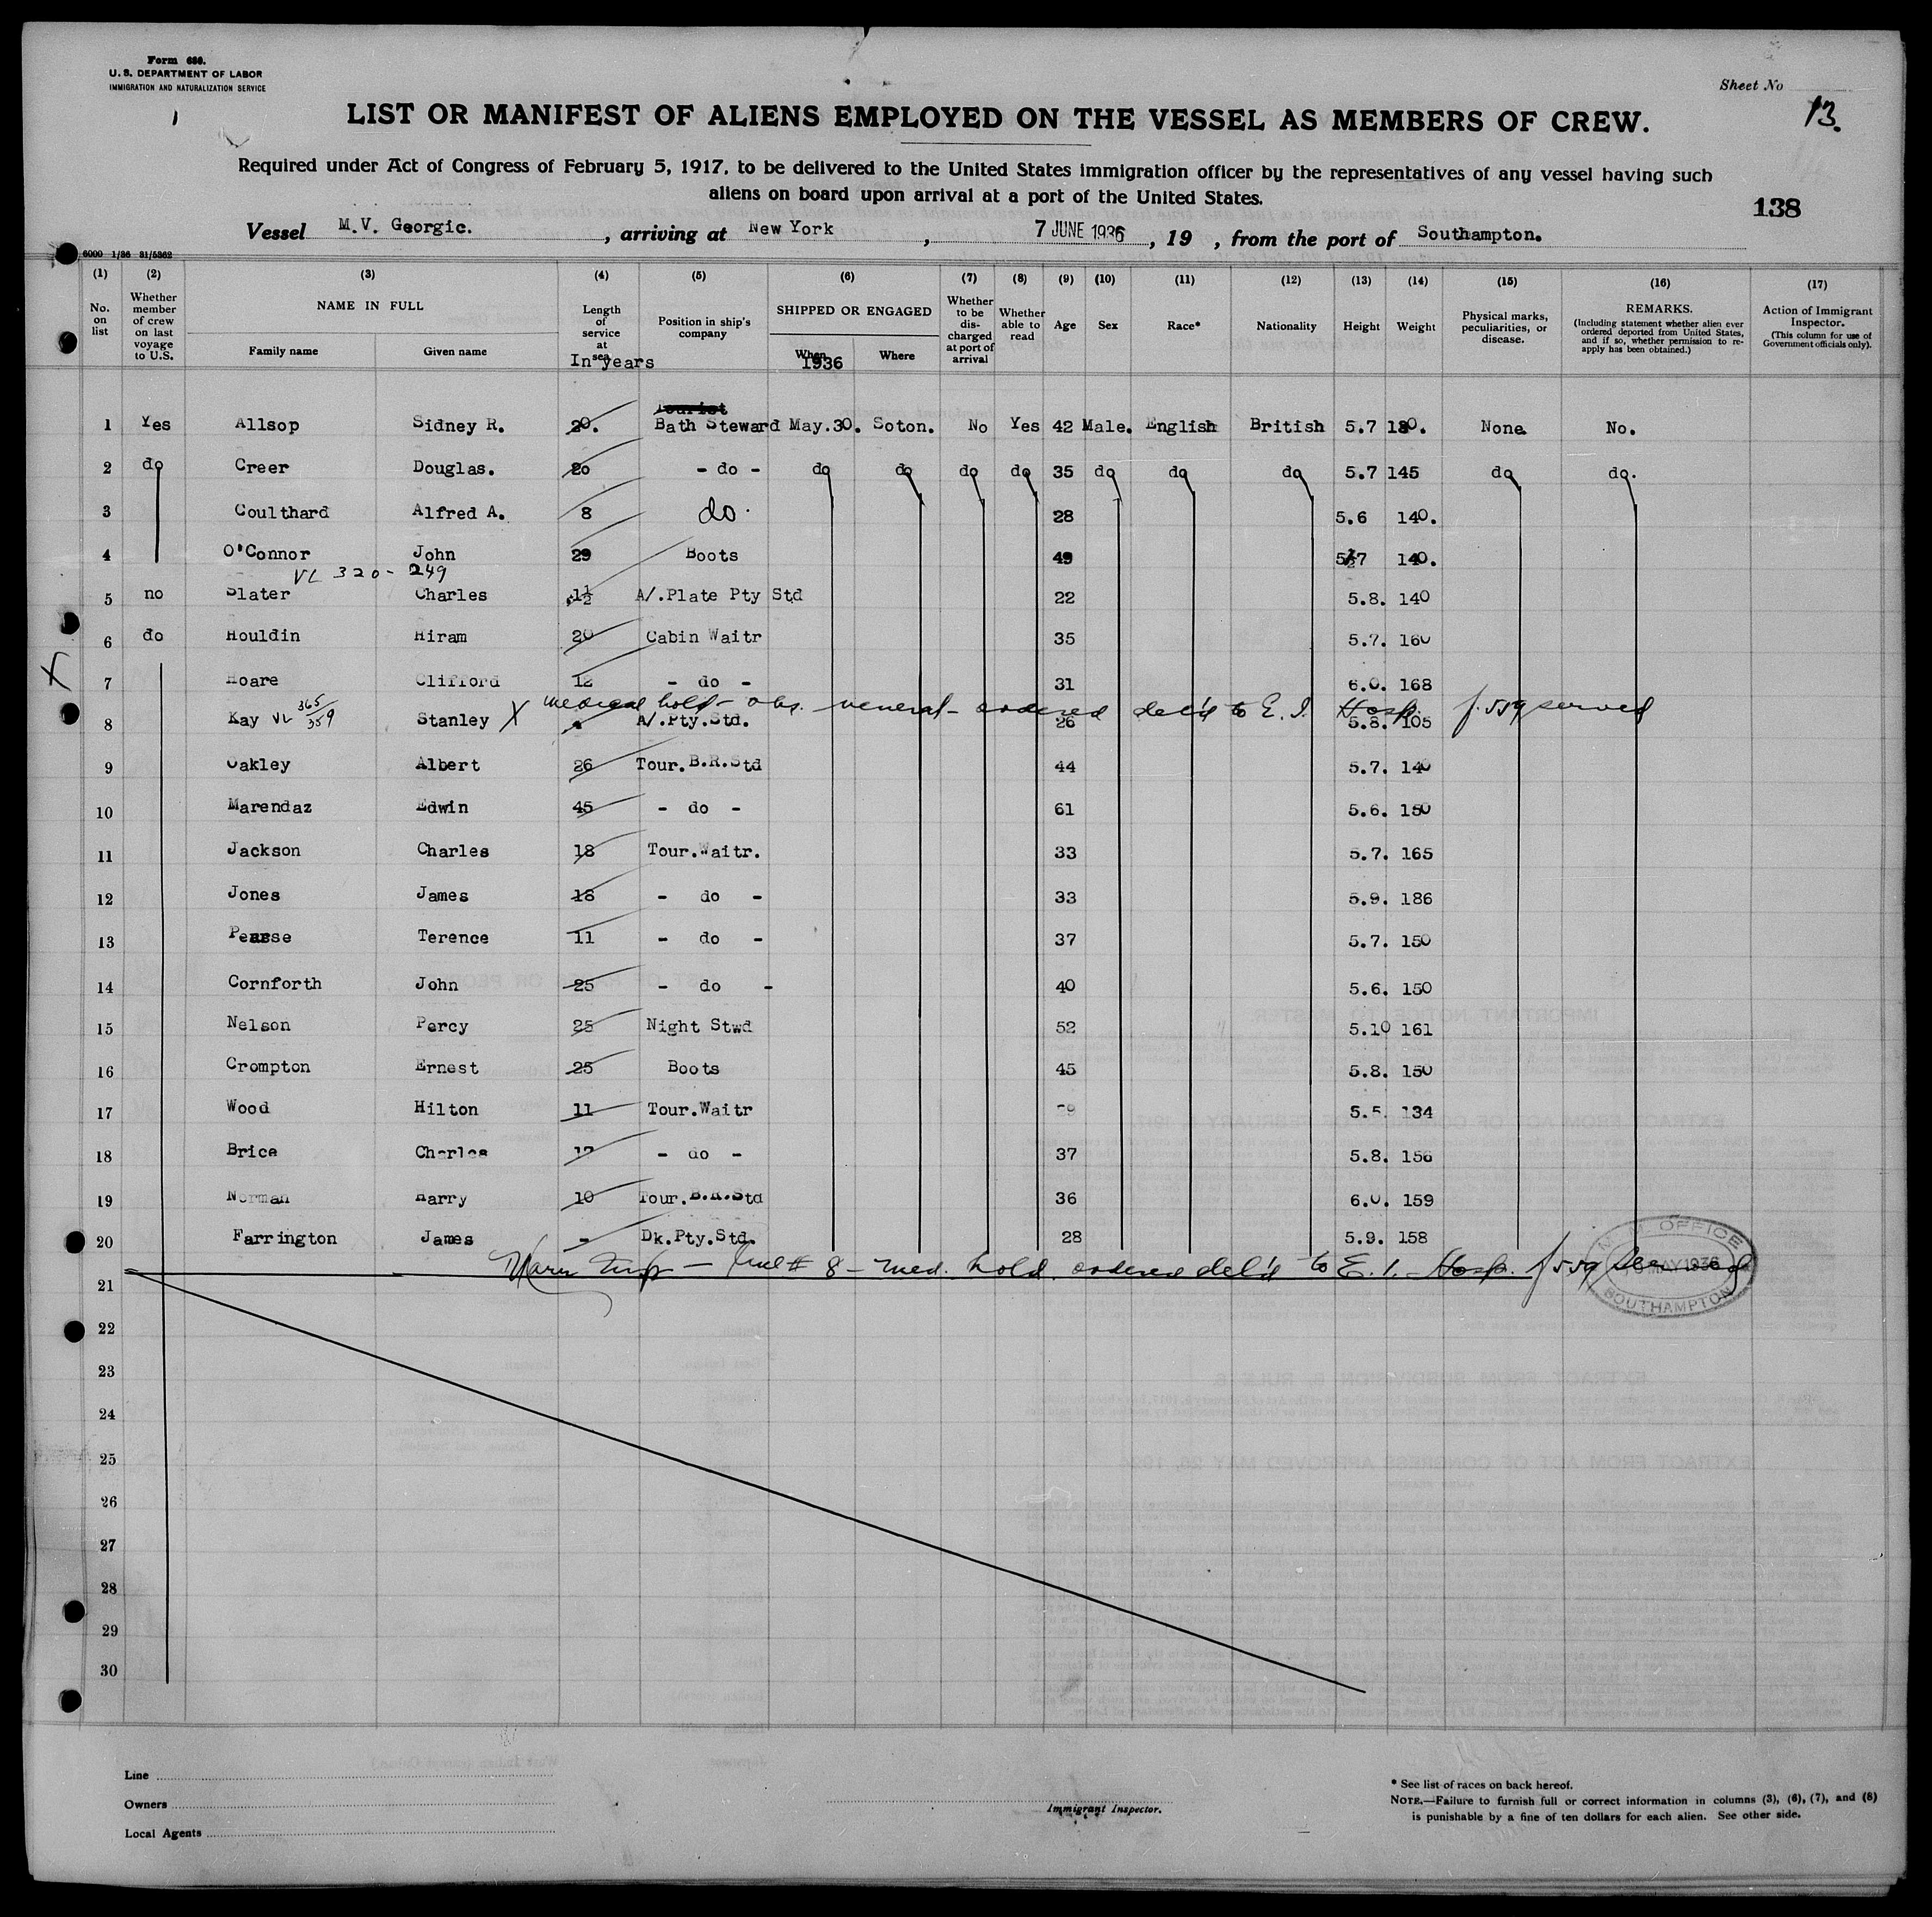 Form 686.
U. S. DEPARTMENT OF LABOR
IMMIGRATION AND NATURALIZATION SERVICE
Sheet No
13.
LIST OR MANIFEST OF ALIENS EMPLOYED ON THE VESSEL AS MEMBERS OF CREW.
Required under Act of Congress of February 5, 1917, to be delivered to the United States immigration officer by the representatives of any vessel having such
aliens on board upon arrival at a port of the United States.
138
Vessel M.V. Georgic. , arriving at New York , 7 JUNE 1936 , 19 , from the port of Southampton.
6000 1/36 31/5362
(1) (2) (3) (4) (5) (6) (7) (8) (9) (10) (11) (12) (13) (14) (15) (16) (17)
No. on list Whether member of crew on last voyage to U.S. NAME IN FULL Family name Given name Length of service at sea In years Position in ship's company SHIPPED OR ENGAGED When 1936 Where Whether to be discharged at port of arrival Whether able to read Age Sex Race* Nationality Height Weight Physical marks, peculiarities, or disease. REMARKS. (Including statement whether alien ever ordered deported from United States, and if so, whether permission to re-apply has been obtained.) Action of Immigrant Inspector. (This column for use of Government officials only).
Tourist
1 Yes Allsop Sidney R. 20. Bath Steward May.30. Soton. No Yes 42 Male. English British 5.7 180. None No.
2 do Creer Douglas. 20 - do - do do do do 35 do do do 5.7 145 do do.
3 Coulthard Alfred A. 8 do. 28 5.6 140.
4 O'Connor John 29 Boots 49 140.
VL 320-249
5 no Slater Charles 1½ A/.Plate Pty Std 22 5.8. 140
6 do Houldin Hiram 20 Cabin Waitr 35 5.7. 160
X 7 Hoare Clifford 12 - do - 31 6.0. 168
X medical hold - obs. venereal - ordered del'd to E. I. Hosp. f. 559 served
8 Kay VL 365/359 Stanley A/.Pty.Std. 26 5.8. 105
9 Oakley Albert 26 Tour.B.R.Std 44 5.7. 140
10 Marendaz Edwin 45 - do - 61 5.6. 150
11 Jackson Charles 18 Tour.Waitr. 33 5.7. 165
12 Jones James 18 - do - 33 5.9. 186
13 Pearse Terence 11 - do - 37 5.7. 150
14 Cornforth John 25 - do - 40 5.6. 150
15 Nelson Percy 25 Night Stwd 52 5.10 161
16 Crompton Ernest 25 Boots 45 5.8. 150
17 Wood Hilton 11 Tour.Waitr 5.5. 134
18 Brice Charles - do - 37 5.8. 156
19 Norman Harry 10 Tour.B.R.Std 36 6.0. 159
20 Farrington James - Dk.Pty.Std. 28 5.9. 158
line # 8 - med. hold. ordered del'd to E. I. Hosp. f 559 served
OFFICE
MAY 1936
SOUTHAMPTON
21
22
23
24
25
26
27
28
29
30
Line
Owners
Local Agents
Immigrant Inspector.
* See list of races on back hereof.
NOTE.—Failure to furnish full or correct information in columns (3), (6), (7), and (8)
is punishable by a fine of ten dollars for each alien. See other side.